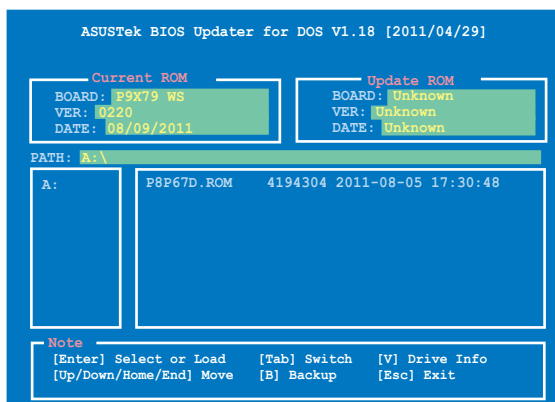 ASUSTek BIOS Updater for DOS V1.18 [2011/04/29]
Current ROM
BOARD: P9X79 WS
VER: 0220
DATE: 08/09/2011
Update ROM
BOARD: Unknown
VER: Unknown
DATE: Unknown
PATH: A:\
A:
P8P67D.ROM 4194304 2011-08-05 17:30:48
Note
[Enter] Select or Load [Tab] Switch [V] Drive Info
[Up/Down/Home/End] Move [B] Backup [Esc] Exit